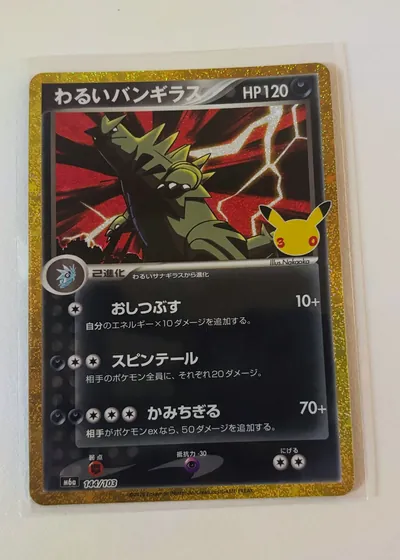 わるいバンギラス HP120
30
Illus. Nakaoka
2進化 わるいサナギラスから進化
おしつぶす 10+
自分のエネルギー×10ダメージを追加する。
スピンテール
相手のポケモン全員に、それぞれ20ダメージ。
かみちぎる 70+
相手がポケモンexなら、50ダメージを追加する。
弱点 抵抗力 -30 にげる
144/103